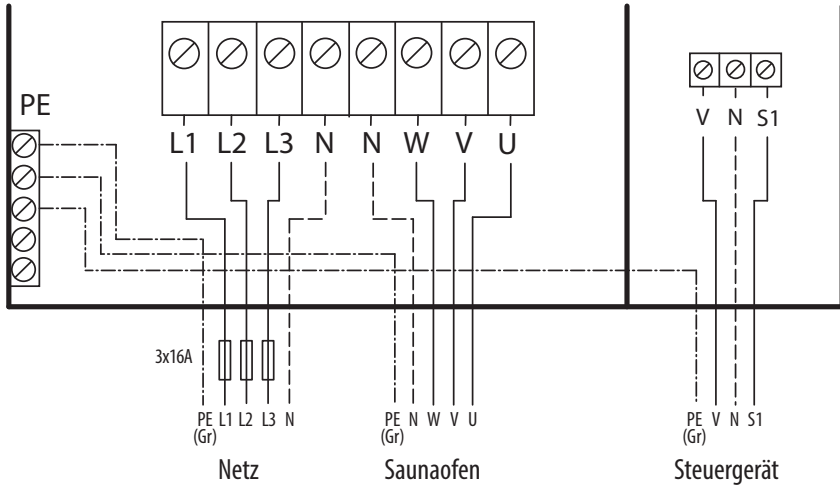 PE
L1 L2 L3 N N W V U
V N S1
3x16A
PE L1 L2 L3 N
(Gr)
Netz
PE N W V U
(Gr)
Saunaofen
PE V N S1
(Gr)
Steuergerät